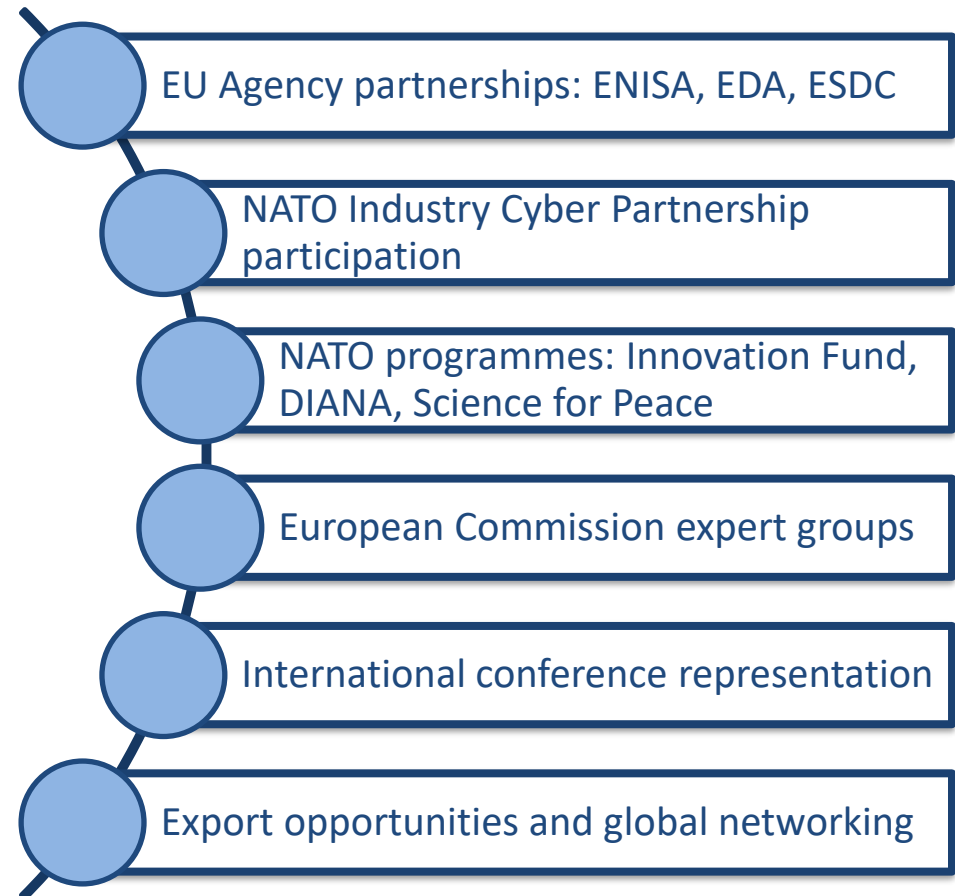 EU Agency partnerships: ENISA, EDA, ESDC
NATO Industry Cyber Partnership
participation
NATO programmes: Innovation Fund,
DIANA, Science for Peace
European Commission expert groups
International conference representation
Export opportunities and global networking